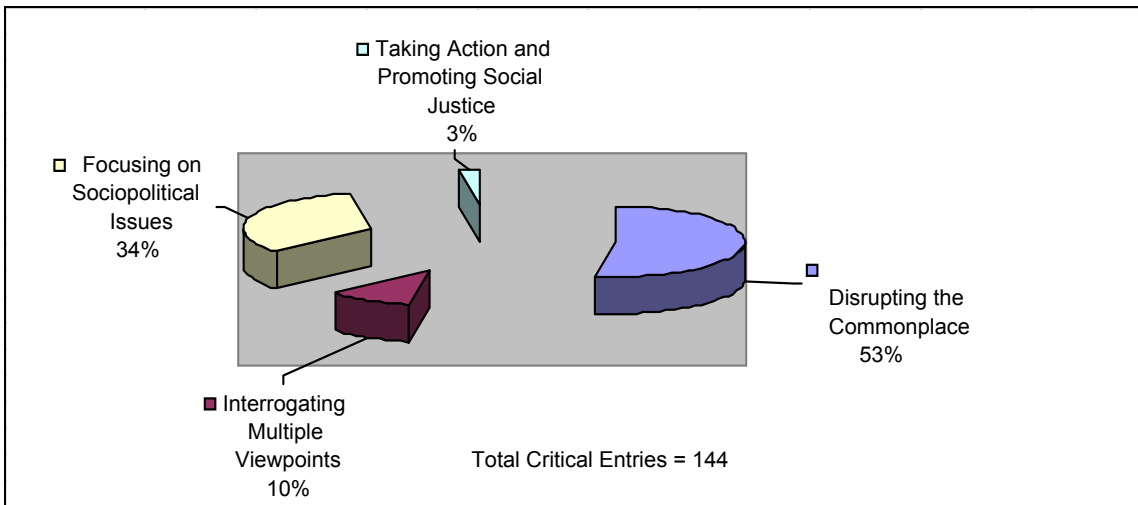 Taking Action and
Promoting Social
Justice
3%
Focusing on
Sociopolitical
Issues
34%
Disrupting the
Commonplace
53%
Interrogating
Multiple
Viewpoints
10%
Total Critical Entries = 144